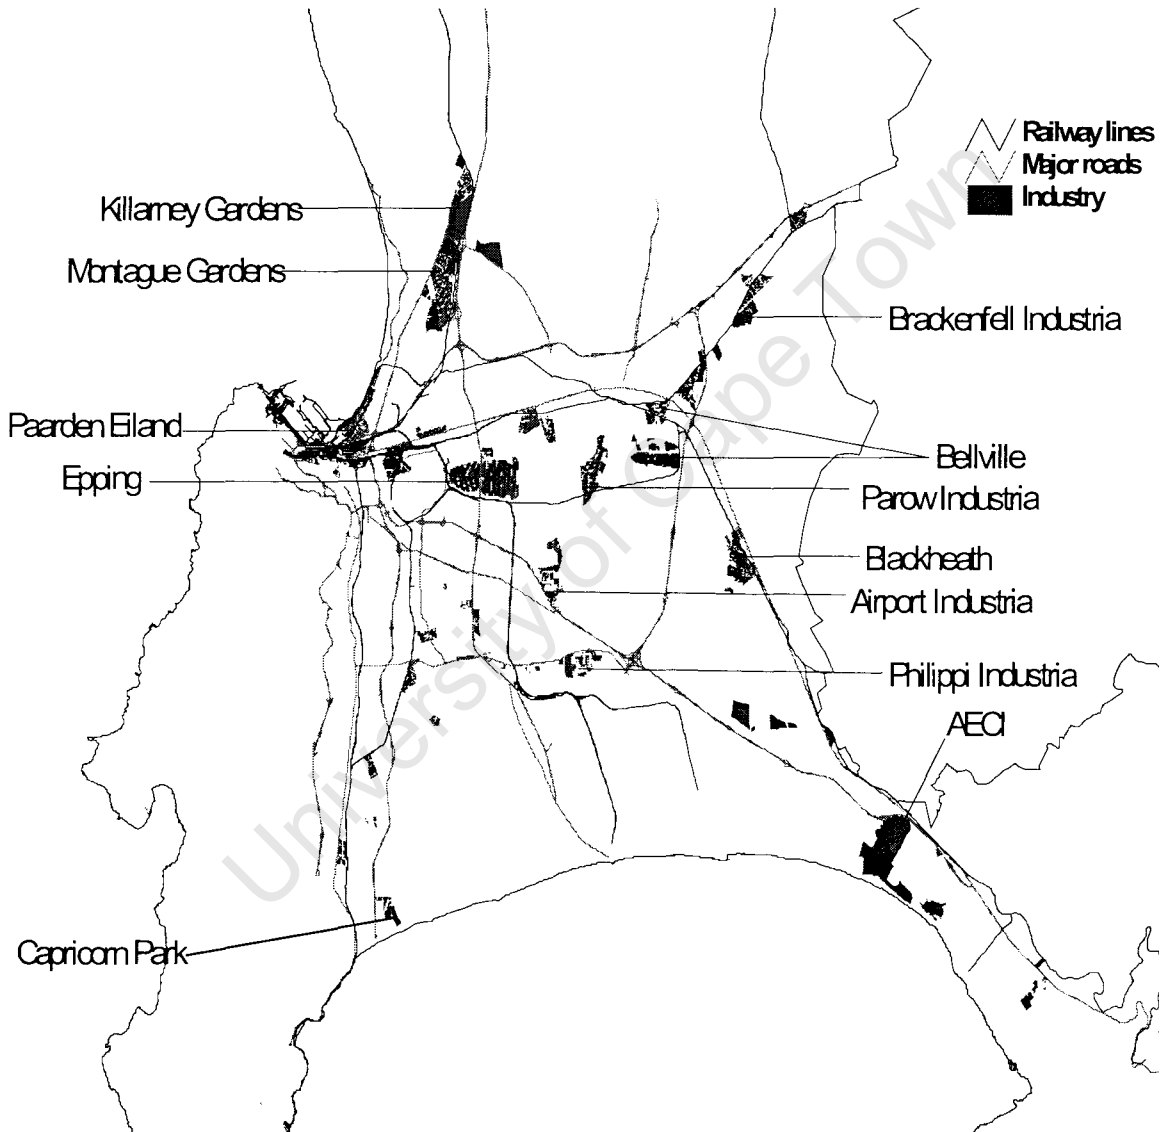 Railway lines
Major roads
Industry
Killarney Gardens
Montague Gardens
Brackenfell Industria
Paarden Eiland
Epping
Bellville
Parow Industria
Blackheath
Airport Industria
Philippi Industria
AECI
Capricorn Park
University of Cape Town